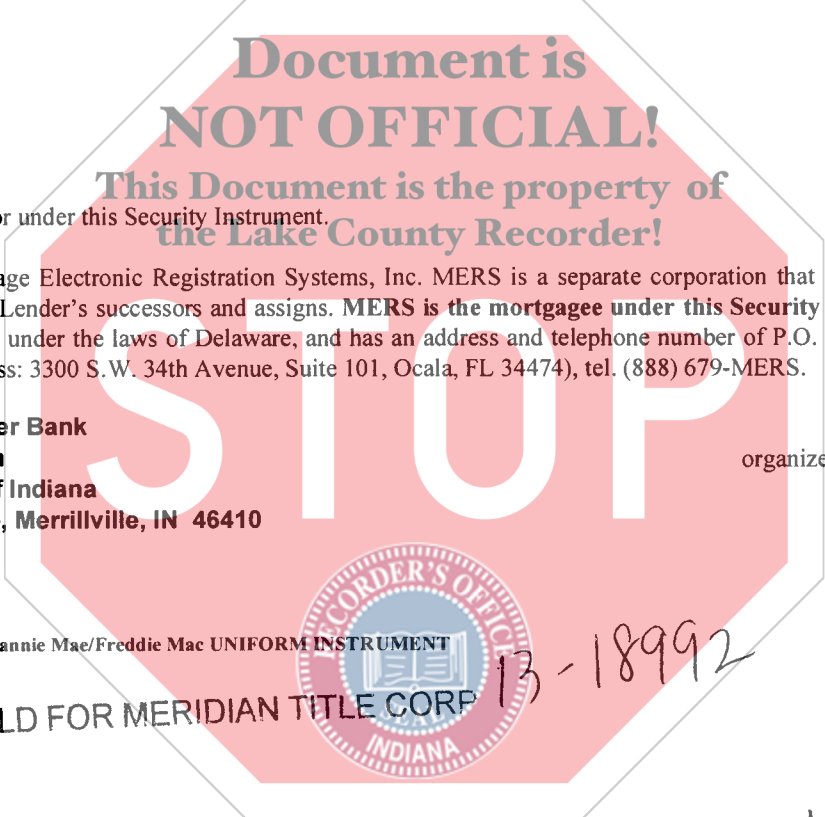 Document is
NOT OFFICIAL!
This Document is the property of
r under this Security Instrument.
the Lake County Recorder!
age Electronic Registration Systems, Inc. MERS is a separate corporation that
Lender's successors and assigns. MERS is the mortgagee under this Security
under the laws of Delaware, and has an address and telephone number of P.O.
ss: 3300 S.W. 34th Avenue, Suite 101, Ocala, FL 34474), tel. (888) 679-MERS.
STOP
er Bank
organize
f Indiana
, Merrillville, IN 46410
RECORDER'S OFFICE
annie Mae/Freddie Mac UNIFORM INSTRUMENT
13-18992
LD FOR MERIDIAN TITLE CORP
INDIANA